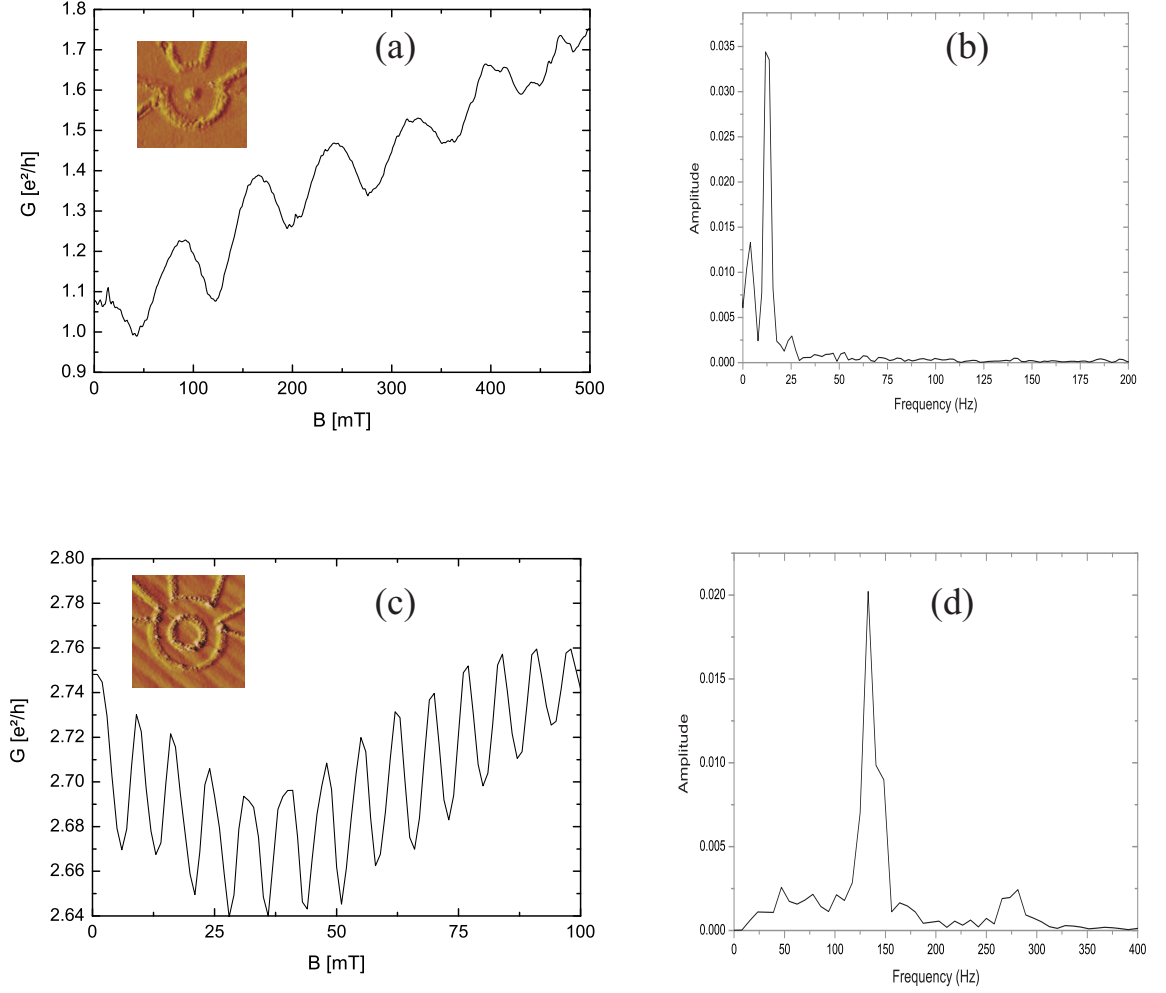 (a)
1.8
1.7
1.6
1.5
1.4
1.3
1.2
1.1
1.0
0.9
G [e²/h]
0 100 200 300 400 500
B [mT]
(b)
0.035
0.030
0.025
0.020
0.015
0.010
0.005
0.000
Amplitude
0 25 50 75 100 125 150 175 200
Frequency (Hz)
(c)
2.80
2.78
2.76
2.74
2.72
2.70
2.68
2.66
2.64
G [e²/h]
0 25 50 75 100
B [mT]
(d)
0.020
0.015
0.010
0.005
0.000
Amplitude
0 50 100 150 200 250 300 350 400
Frequency (Hz)